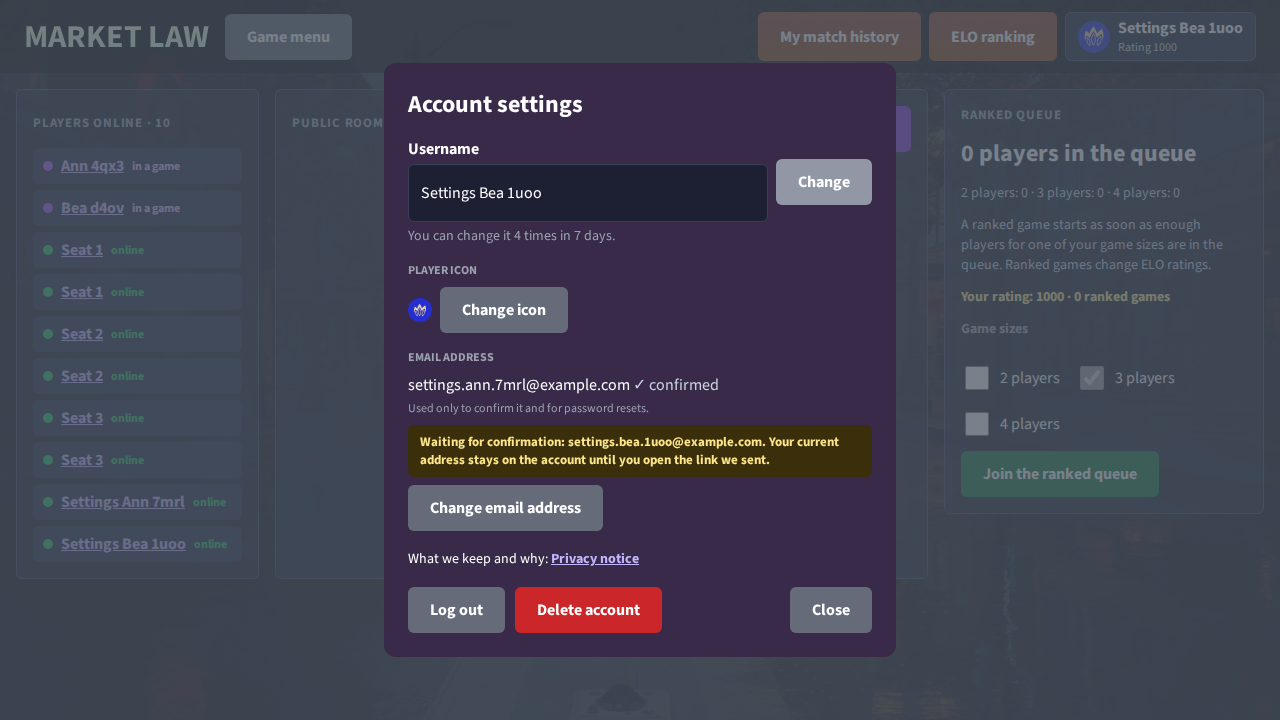 MARKET LAW
Game menu
My match history
ELO ranking
Settings Bea 1uoo
Rating 1000
PLAYERS ONLINE · 10
Ann 4qx3 in a game
Bea d4ov in a game
Seat 1 online
Seat 1 online
Seat 2 online
Seat 2 online
Seat 3 online
Seat 3 online
Settings Ann 7mrl online
Settings Bea 1uoo online
PUBLIC ROOM
Account settings
Username
Settings Bea 1uoo
Change
You can change it 4 times in 7 days.
PLAYER ICON
Change icon
EMAIL ADDRESS
settings.ann.7mrl@example.com ✓ confirmed
Used only to confirm it and for password resets.
Waiting for confirmation: settings.bea.1uoo@example.com. Your current
address stays on the account until you open the link we sent.
Change email address
What we keep and why: Privacy notice
Log out
Delete account
Close
RANKED QUEUE
0 players in the queue
2 players: 0 · 3 players: 0 · 4 players: 0
A ranked game starts as soon as enough
players for one of your game sizes are in the
queue. Ranked games change ELO ratings.
Your rating: 1000 · 0 ranked games
Game sizes
2 players
3 players
4 players
Join the ranked queue